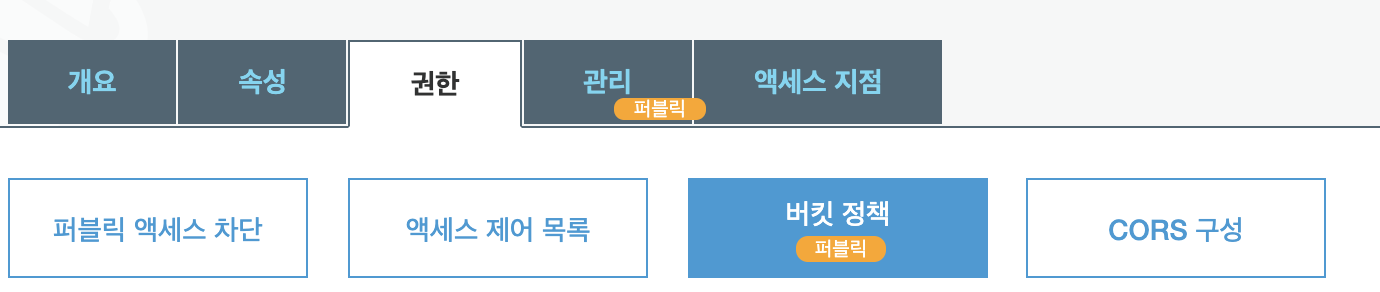 개요
속성
권한
관리
퍼블릭
액세스 지점
퍼블릭 액세스 차단
액세스 제어 목록
버킷 정책
퍼블릭
CORS 구성